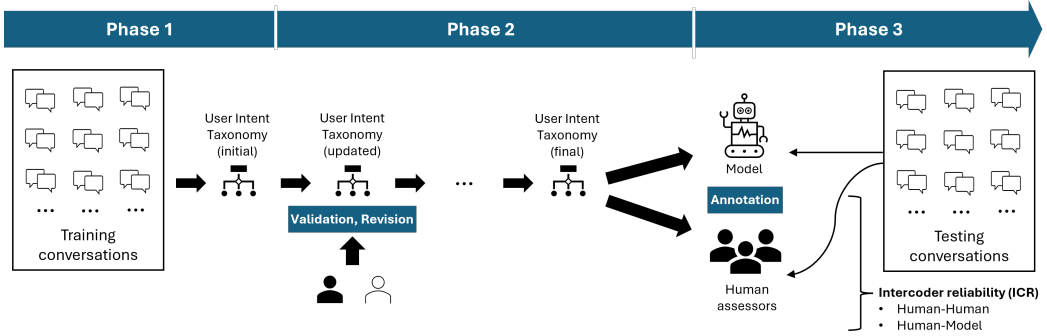 Phase 1
Phase 2
Phase 3
Training
conversations
User Intent
Taxonomy
(initial)
User Intent
Taxonomy
(updated)
Validation, Revision
User Intent
Taxonomy
(final)
Model
Annotation
Human
assessors
Testing
conversations
Intercoder reliability (ICR)
• Human-Human
• Human-Model